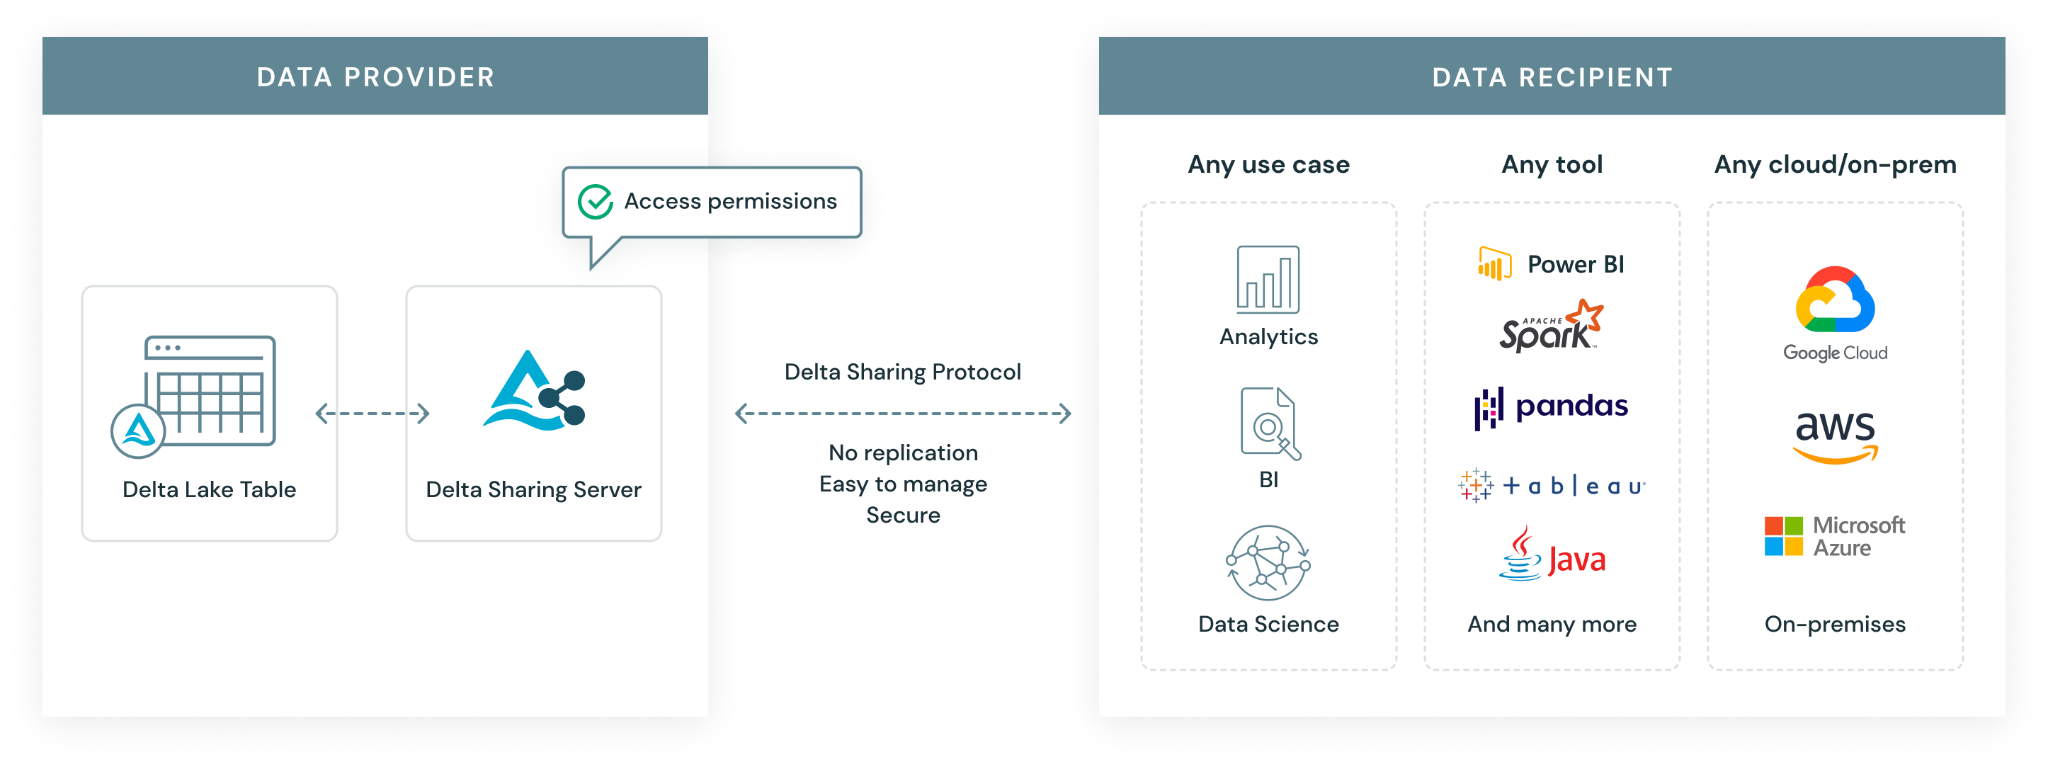 DATA PROVIDER
Access permissions
Delta Lake Table
Delta Sharing Server
Delta Sharing Protocol
No replication
Easy to manage
Secure
DATA RECIPIENT
Any use case
Analytics
BI
Data Science
Any tool
Power BI
APACHE
Spark™
pandas
+ableau®
Java
And many more
Any cloud/on-prem
Google Cloud
aws
Microsoft
Azure
On-premises